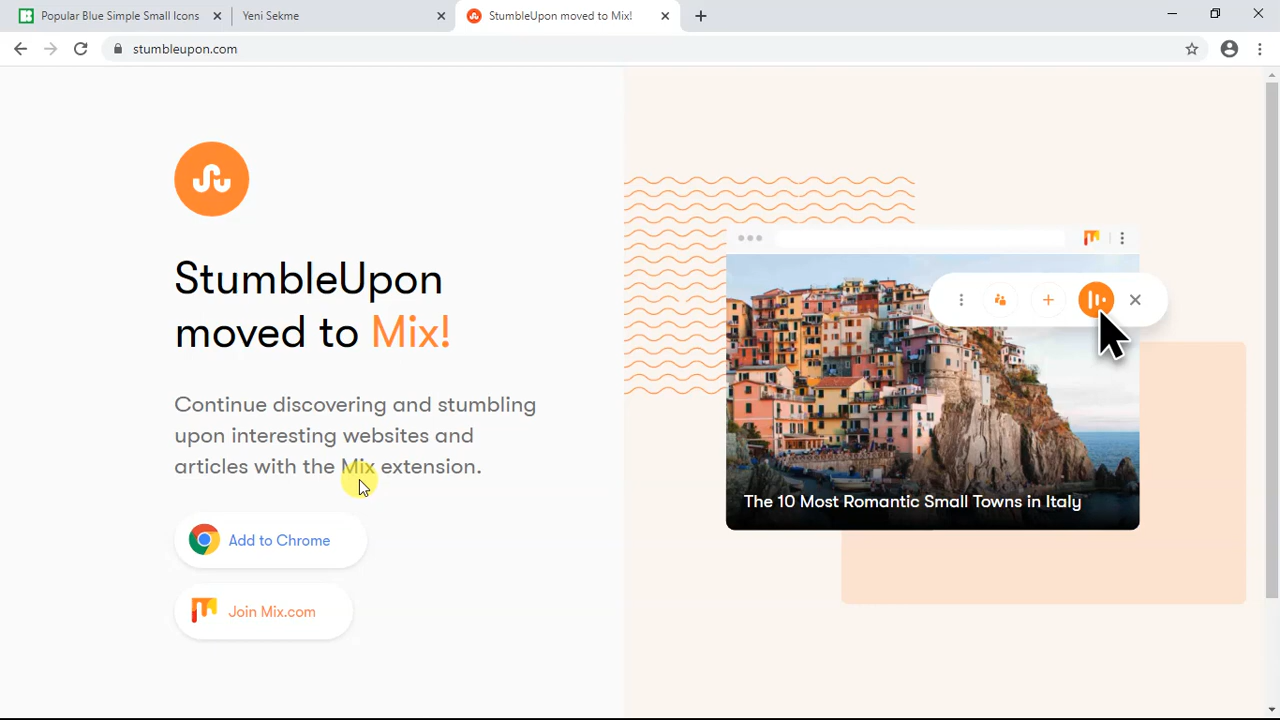 Popular Blue Simple Small Icons
Yeni Sekme
StumbleUpon moved to Mix!
stumbleupon.com
StumbleUpon
moved to Mix!
Continue discovering and stumbling
upon interesting websites and
articles with the Mix extension.
Add to Chrome
Join Mix.com
The 10 Most Romantic Small Towns in Italy